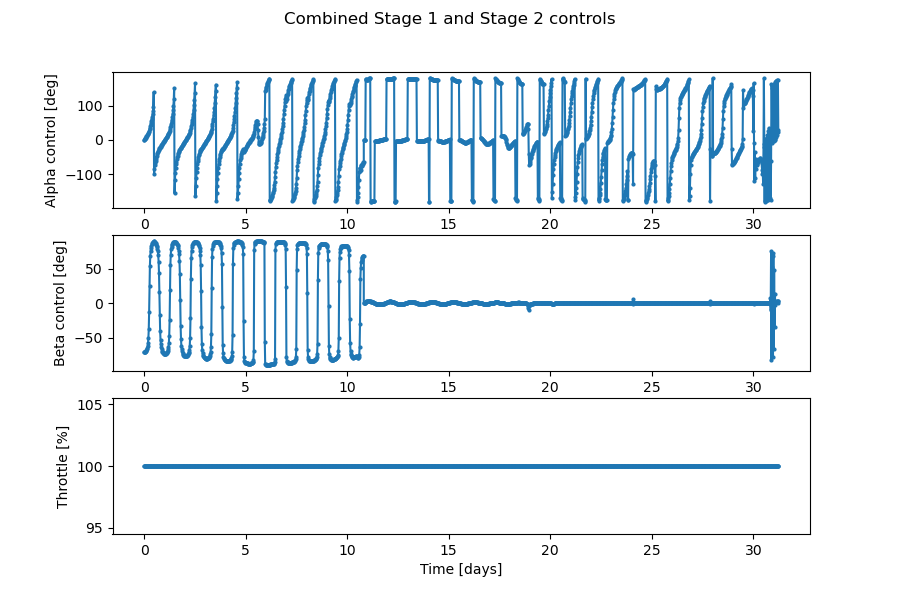 Combined Stage 1 and Stage 2 controls
Alpha control [deg]
100
0
−100
0 5 10 15 20 25 30
Beta control [deg]
50
0
−50
0 5 10 15 20 25 30
Throttle [%]
105
100
95
0 5 10 15 20 25 30
Time [days]